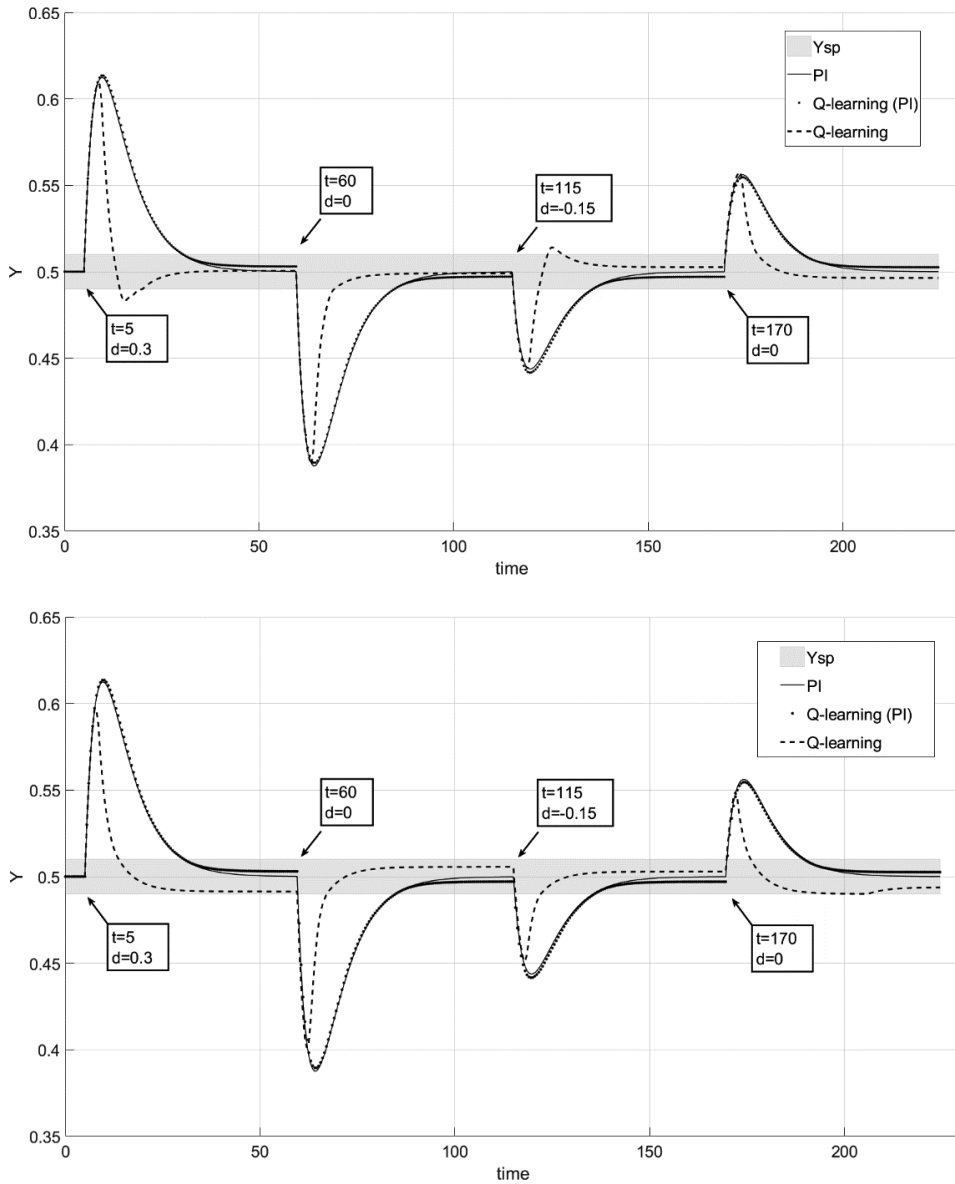 0.65
0.6
0.55
0.5
0.45
0.4
0.35
Y
0
50
100
150
200
time
Ysp
PI
Q-learning (PI)
Q-learning
t=5
d=0.3
t=60
d=0
t=115
d=-0.15
t=170
d=0
0.65
0.6
0.55
0.5
0.45
0.4
0.35
Y
0
50
100
150
200
time
Ysp
PI
Q-learning (PI)
Q-learning
t=5
d=0.3
t=60
d=0
t=115
d=-0.15
t=170
d=0